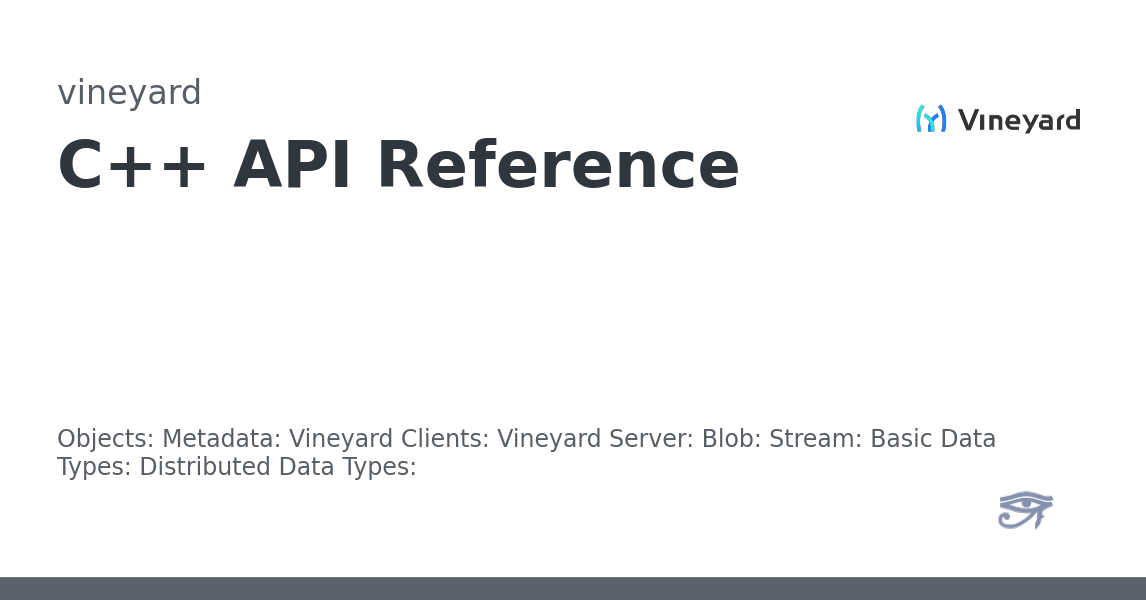 vineyard
Vineyard
C++ API Reference
Objects: Metadata: Vineyard Clients: Vineyard Server: Blob: Stream: Basic Data
Types: Distributed Data Types: